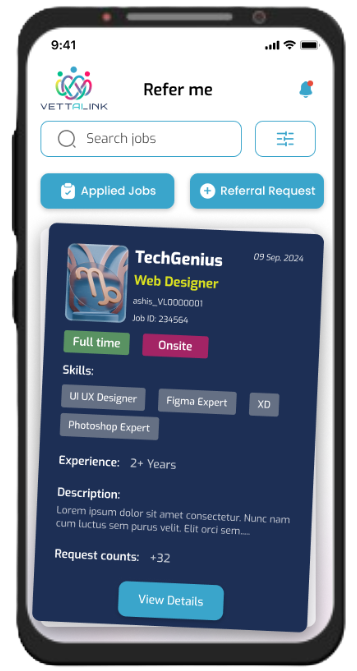 9:41
VETTALINK
Refer me
Search jobs
Applied Jobs
Referral Request
TechGenius
09 Sep. 2024
Web Designer
ashis_VL0000001
Job ID: 234564
Full time
Onsite
Skills:
UI UX Designer
Figma Expert
XD
Photoshop Expert
Experience: 2+ Years
Description:
Lorem ipsum dolor sit amet consectetur. Nunc nam
cum luctus sem purus velit. Elit orci sem.....
Request counts: +32
View Details